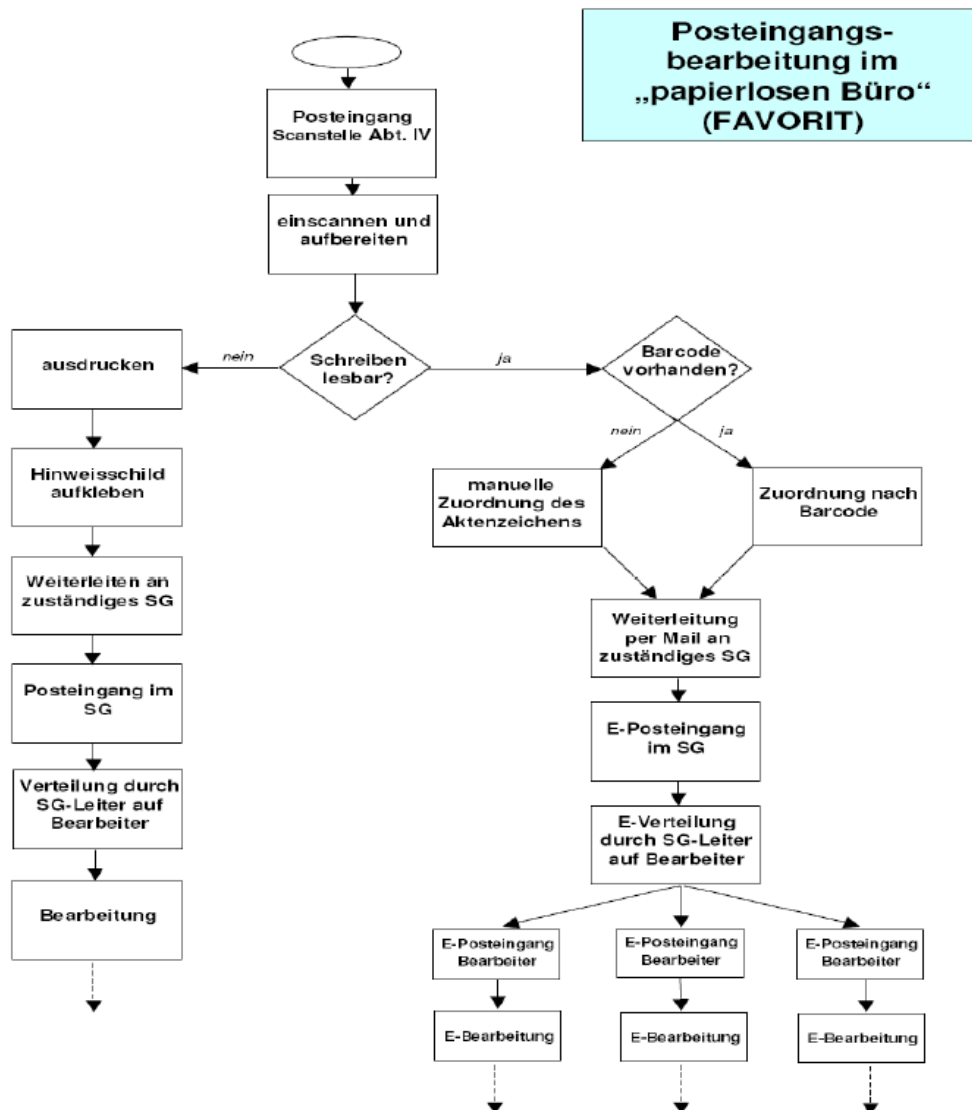 Posteingangs-
bearbeitung im
„papierlosen Büro“
(FAVORIT)
Posteingang
Scanstelle Abt. IV
einscannen und
aufbereiten
Schreiben
lesbar?
nein
ja
ausdrucken
Hinweisschild
aufkleben
Weiterleiten an
zuständiges SG
Posteingang im
SG
Verteilung durch
SG-Leiter auf
Bearbeiter
Bearbeitung
Barcode
vorhanden?
nein
ja
manuelle
Zuordnung des
Aktenzeichens
Zuordnung nach
Barcode
Weiterleitung
per Mail an
zuständiges SG
E-Posteingang
im SG
E-Verteilung
durch SG-Leiter
auf Bearbeiter
E-Posteingang
Bearbeiter
E-Posteingang
Bearbeiter
E-Posteingang
Bearbeiter
E-Bearbeitung
E-Bearbeitung
E-Bearbeitung